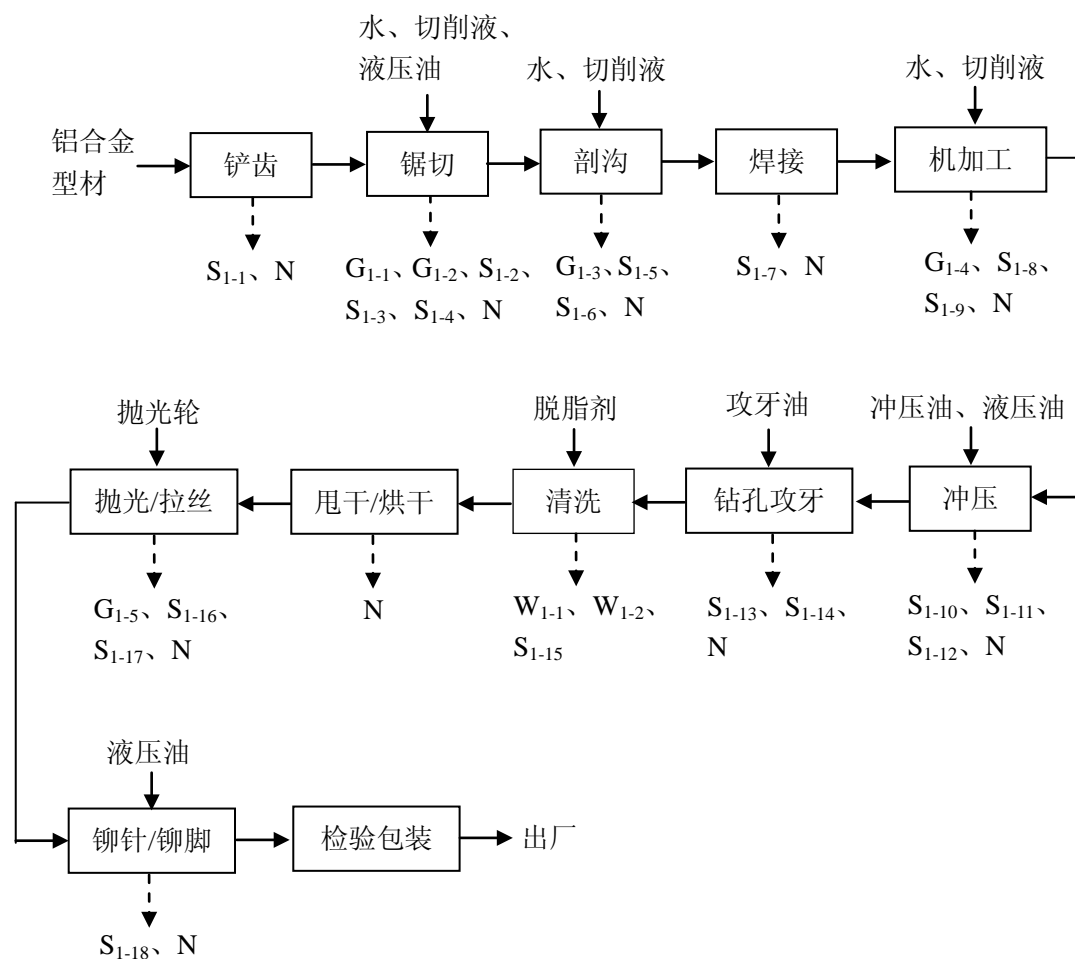 水、切削液、
液压油
水、切削液
水、切削液
铝合金
型材
铲齿
锯切
剖沟
焊接
机加工
S1-1、N
G1-1、G1-2、S1-2、
S1-3、S1-4、N
G1-3、S1-5、
S1-6、N
S1-7、N
G1-4、S1-8、
S1-9、N
抛光轮
脱脂剂
攻牙油
冲压油、液压油
抛光/拉丝
甩干/烘干
清洗
钻孔攻牙
冲压
G1-5、S1-16、
S1-17、N
N
W1-1、W1-2、
S1-15
S1-13、S1-14、
N
S1-10、S1-11、
S1-12、N
液压油
铆针/铆脚
检验包装
出厂
S1-18、N